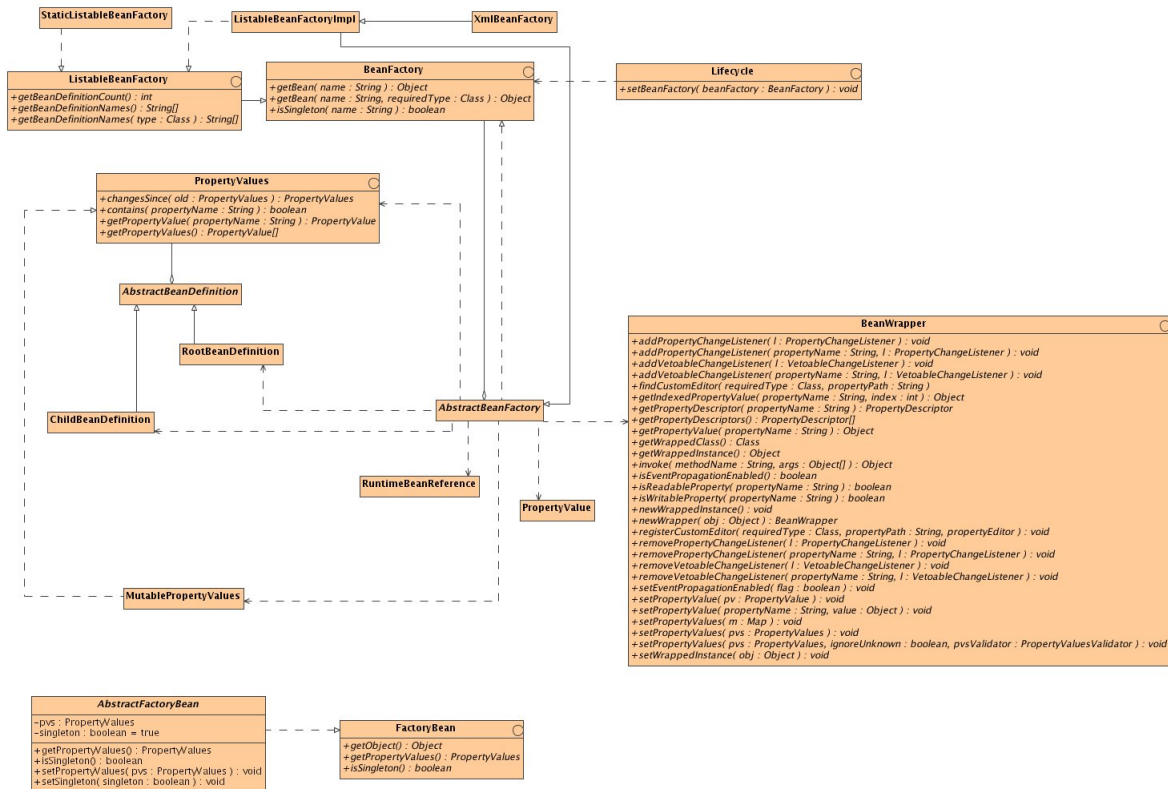 StaticListableBeanFactory
ListableBeanFactoryImpl
XmlBeanFactory
ListableBeanFactory
+getBeanDefinitionCount() : int
+getBeanDefinitionNames() : String[]
+getBeanDefinitionNames( type : Class ) : String[]
BeanFactory
+getBean( name : String ) : Object
+getBean( name : String, requiredType : Class ) : Object
+isSingleton( name : String ) : boolean
Lifecycle
+setBeanFactory( beanFactory : BeanFactory ) : void
PropertyValues
+changesSince( old : PropertyValues ) : PropertyValues
+contains( propertyName : String ) : boolean
+getPropertyValue( propertyName : String ) : PropertyValue
+getPropertyValues() : PropertyValue[]
AbstractBeanDefinition
RootBeanDefinition
ChildBeanDefinition
AbstractBeanFactory
RuntimeBeanReference
PropertyValue
MutablePropertyValues
BeanWrapper
+addPropertyChangeListener( l : PropertyChangeListener ) : void
+addPropertyChangeListener( propertyName : String, l : PropertyChangeListener ) : void
+addVetoableChangeListener( l : VetoableChangeListener ) : void
+addVetoableChangeListener( propertyName : String, l : VetoableChangeListener ) : void
+findCustomEditor( requiredType : Class, propertyPath : String )
+getIndexedPropertyValue( propertyName : String, index : int ) : Object
+getPropertyDescriptor( propertyName : String ) : PropertyDescriptor
+getPropertyDescriptors() : PropertyDescriptor[]
+getPropertyValue( propertyName : String ) : Object
+getWrappedClass() : Class
+getWrappedInstance() : Object
+invoke( methodName : String, args : Object[] ) : Object
+isEventPropagationEnabled() : boolean
+isReadableProperty( propertyName : String ) : boolean
+isWritableProperty( propertyName : String ) : boolean
+newWrappedInstance() : void
+newWrapper( obj : Object ) : BeanWrapper
+registerCustomEditor( requiredType : Class, propertyPath : String, propertyEditor ) : void
+removePropertyChangeListener( l : PropertyChangeListener ) : void
+removePropertyChangeListener( propertyName : String, l : PropertyChangeListener ) : void
+removeVetoableChangeListener( l : VetoableChangeListener ) : void
+removeVetoableChangeListener( propertyName : String, l : VetoableChangeListener ) : void
+setEventPropagationEnabled( flag : boolean ) : void
+setPropertyValue( pv : PropertyValue ) : void
+setPropertyValue( propertyName : String, value : Object ) : void
+setPropertyValues( m : Map ) : void
+setPropertyValues( pvs : PropertyValues ) : void
+setPropertyValues( pvs : PropertyValues, ignoreUnknown : boolean, pvsValidator : PropertyValuesValidator ) : void
+setWrappedInstance( obj : Object ) : void
AbstractFactoryBean
-pvs : PropertyValues
-singleton : boolean = true
+getPropertyValues() : PropertyValues
+isSingleton() : boolean
+setPropertyValues( pvs : PropertyValues ) : void
+setSingleton( singleton : boolean ) : void
FactoryBean
+getObject() : Object
+getPropertyValues() : PropertyValues
+isSingleton() : boolean